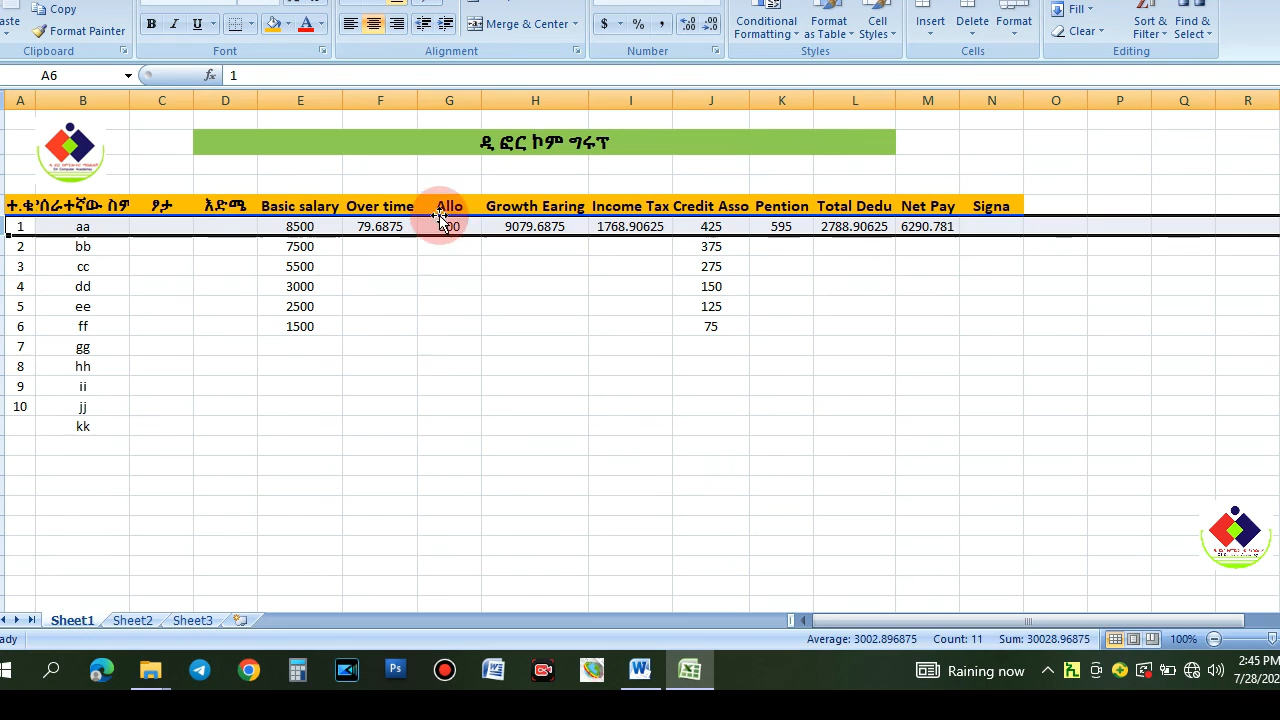 Copy
Format Painter
Clipboard
B I U
Font
Merge & Center
Alignment
$ % ,
Number
Conditional Formatting
Format as Table
Cell Styles
Styles
Insert
Delete
Format
Cells
Fill
Clear
Sort & Filter
Find & Select
Editing
A6 fx 1
A B C D E F G H I J K L M N O P Q R
ዲ ፎር ኮም ግሩፕ
ተ.ቁ ፆታ እድሜ Basic salary Over time Allo Growth Earing Income Tax Credit Asso Pention Total Dedu Net Pay Signa
1 aa 8500 79.6875 9079.6875 1768.90625 425 595 2788.90625 6290.781
2 bb 7500 375
3 cc 5500 275
4 dd 3000 150
5 ee 2500 125
6 ff 1500 75
7 gg
8 hh
9 ii
10 jj
kk
Sheet1 Sheet2 Sheet3
Average: 3002.896875 Count: 11 Sum: 30028.96875 100%
Raining now
2:45 PM